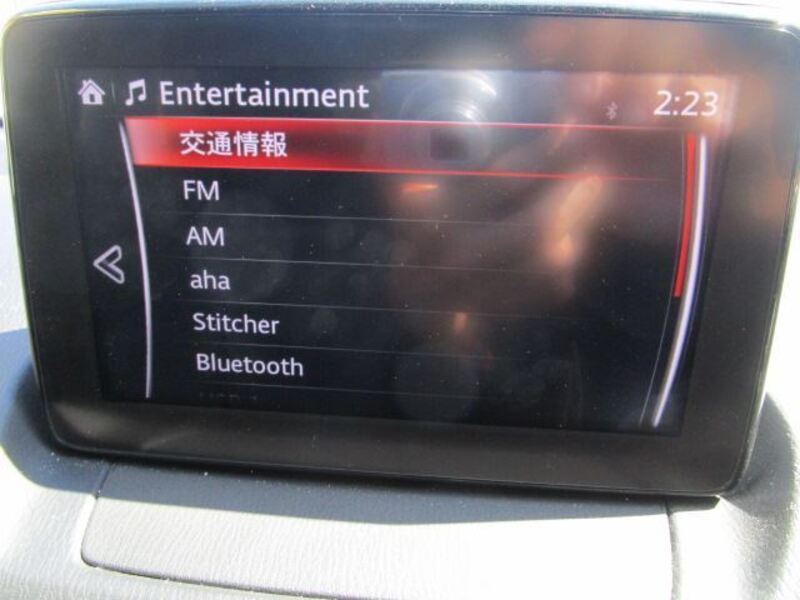 Entertainment 2:23
交通情報
FM
AM
aha
Stitcher
Bluetooth